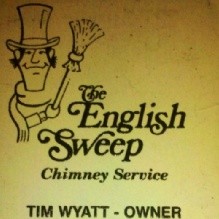 The
English
Sweep
Chimney Service
TIM WYATT - OWNER